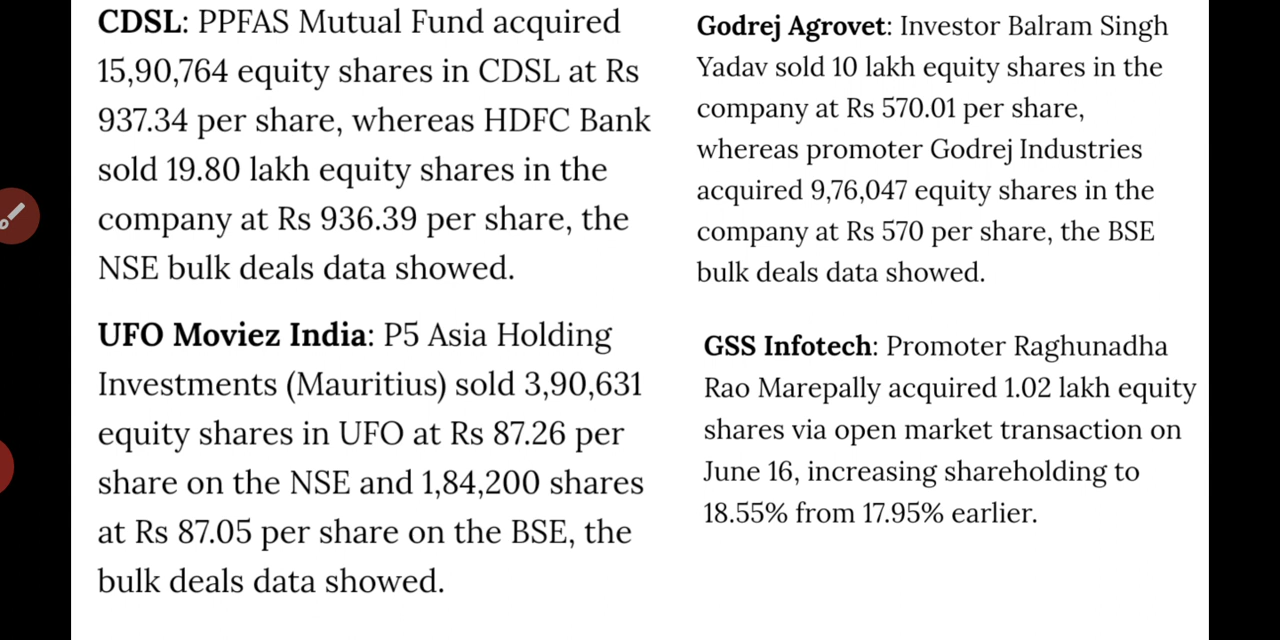 CDSL: PPFAS Mutual Fund acquired
15,90,764 equity shares in CDSL at Rs
937.34 per share, whereas HDFC Bank
sold 19.80 lakh equity shares in the
company at Rs 936.39 per share, the
NSE bulk deals data showed.
UFO Moviez India: P5 Asia Holding
Investments (Mauritius) sold 3,90,631
equity shares in UFO at Rs 87.26 per
share on the NSE and 1,84,200 shares
at Rs 87.05 per share on the BSE, the
bulk deals data showed.
Godrej Agrovet: Investor Balram Singh
Yadav sold 10 lakh equity shares in the
company at Rs 570.01 per share,
whereas promoter Godrej Industries
acquired 9,76,047 equity shares in the
company at Rs 570 per share, the BSE
bulk deals data showed.
GSS Infotech: Promoter Raghunadha
Rao Marepally acquired 1.02 lakh equity
shares via open market transaction on
June 16, increasing shareholding to
18.55% from 17.95% earlier.